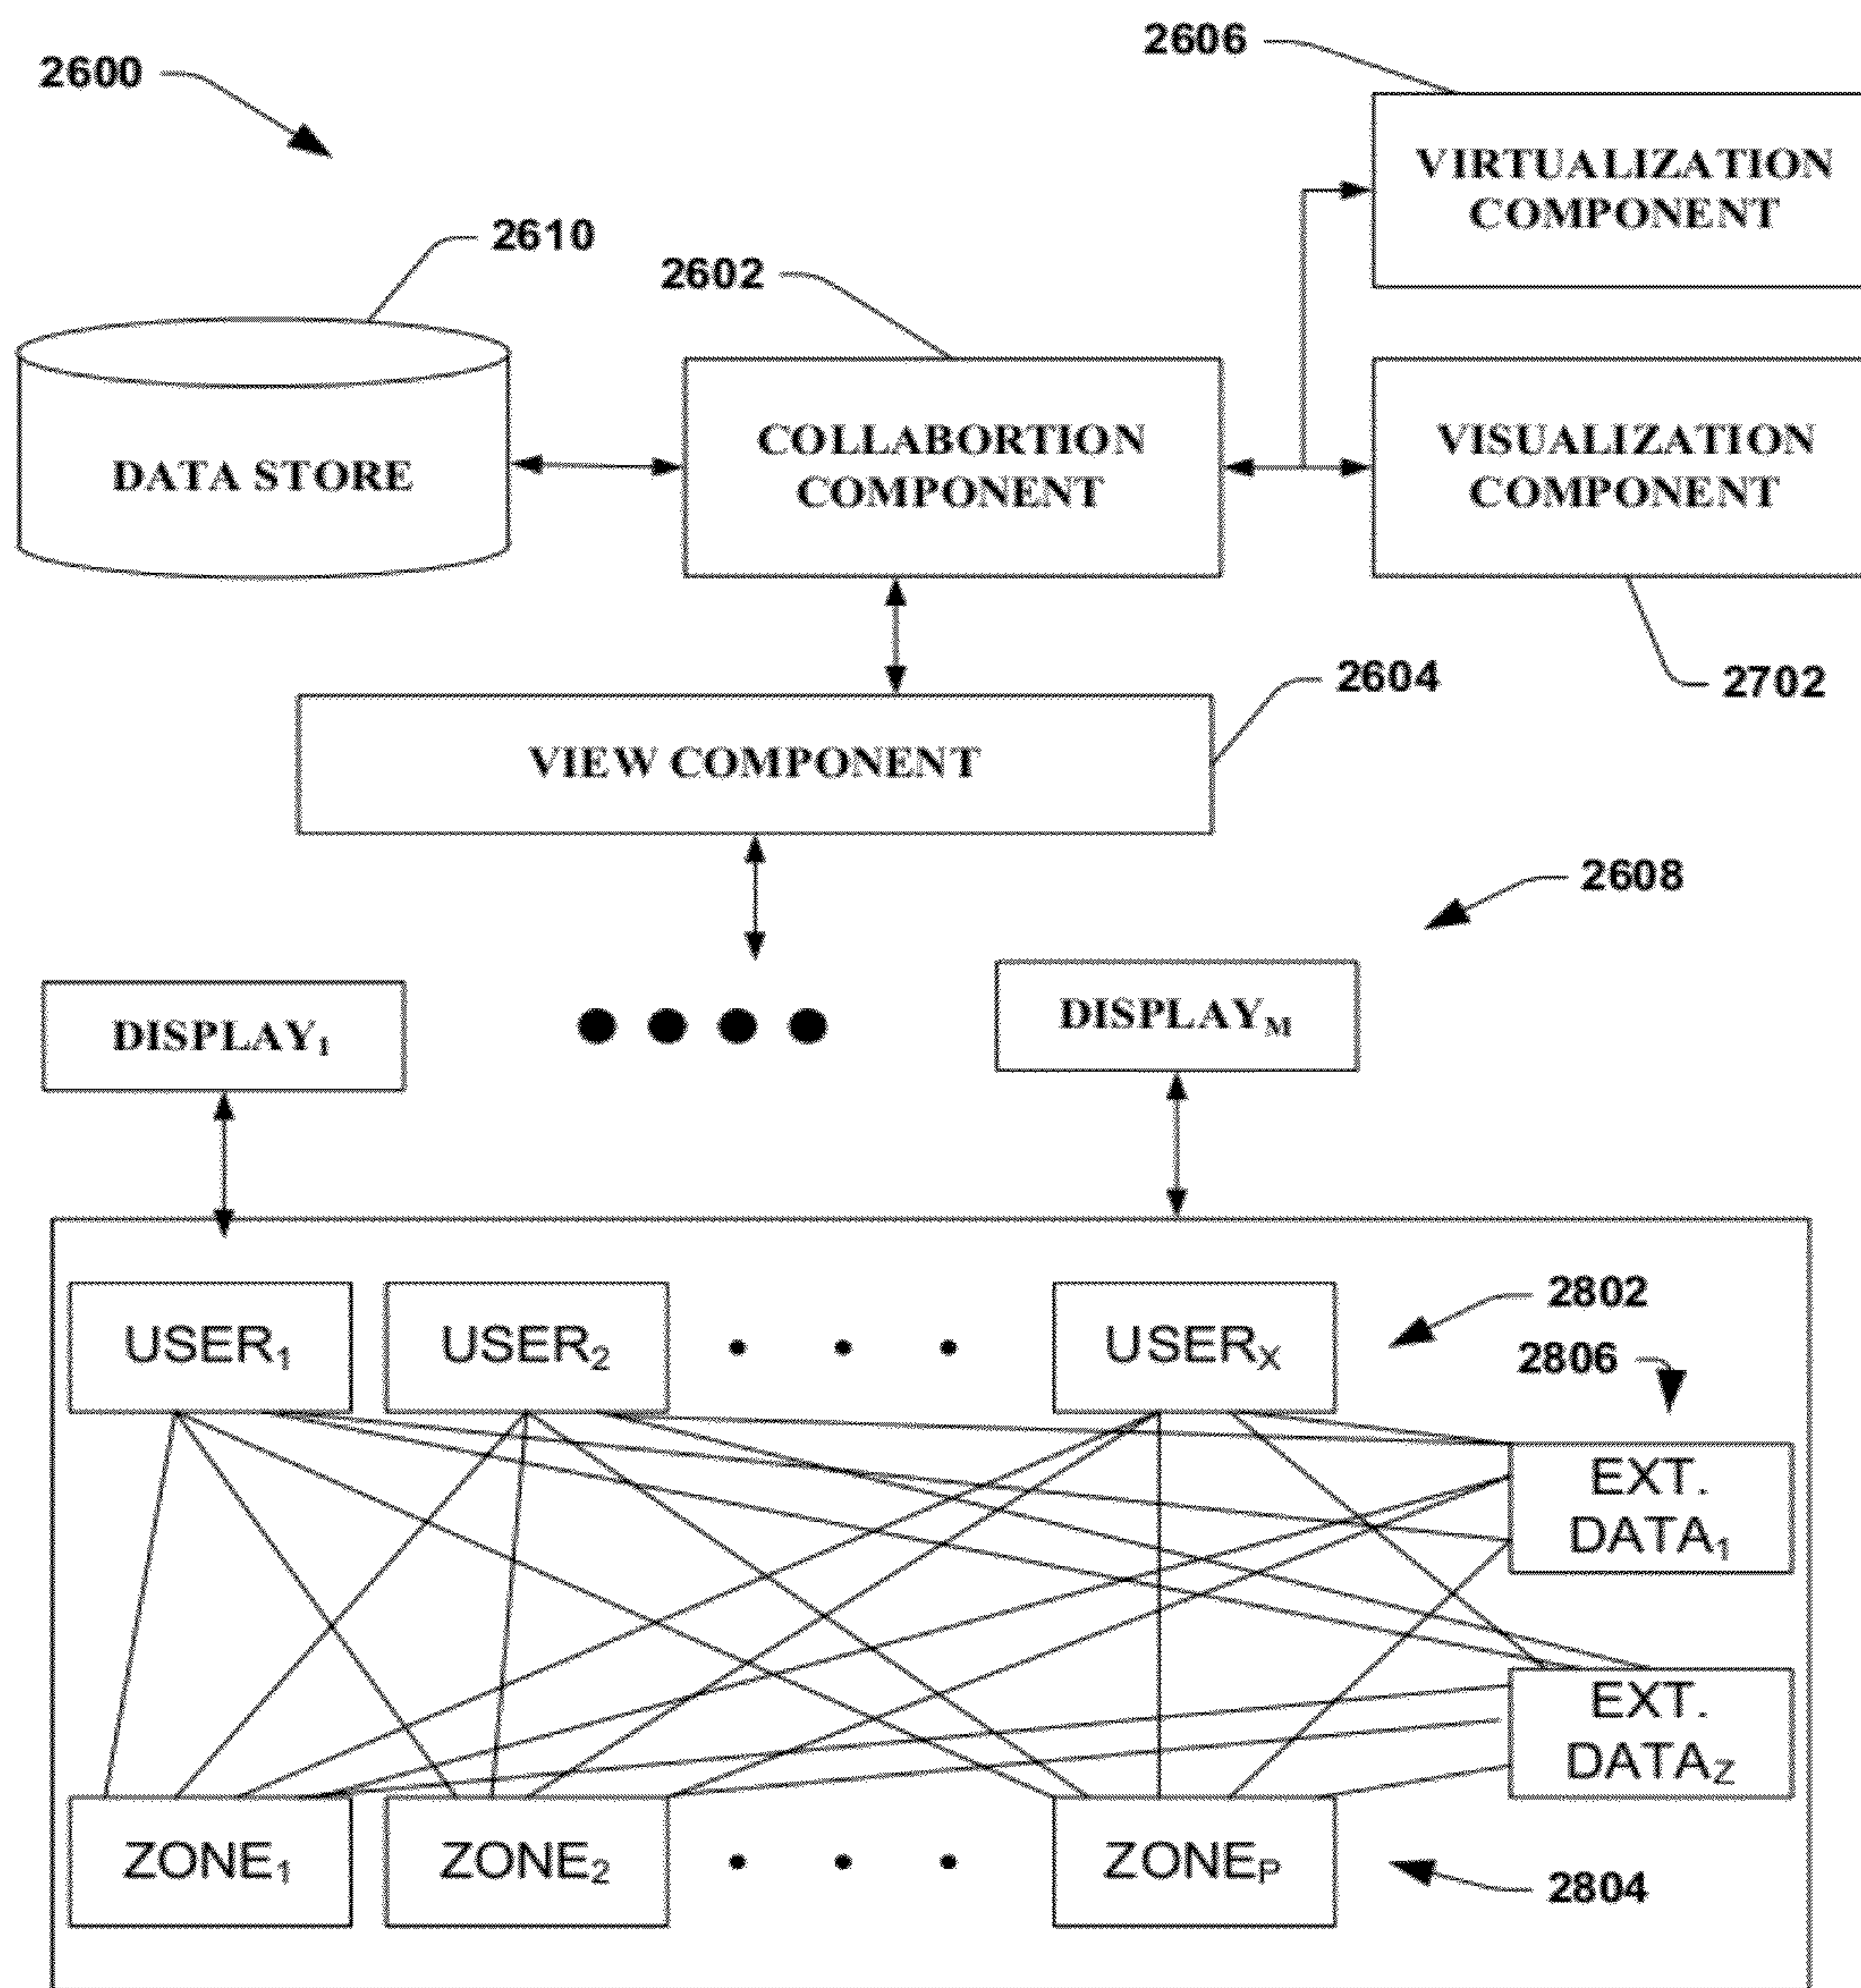 2606
2600
VIRTUALIZATION
COMPONENT
2610
2602
DATA STORE
COLLABORTION
COMPONENT
VISUALIZATION
COMPONENT
2604
2702
VIEW COMPONENT
2608
DISPLAY₁
DISPLAYM
2802
USER₁
USER₂
USERX
2806
EXT.
DATA₁
EXT.
DATAZ
ZONE₁
ZONE₂
ZONEP
2804